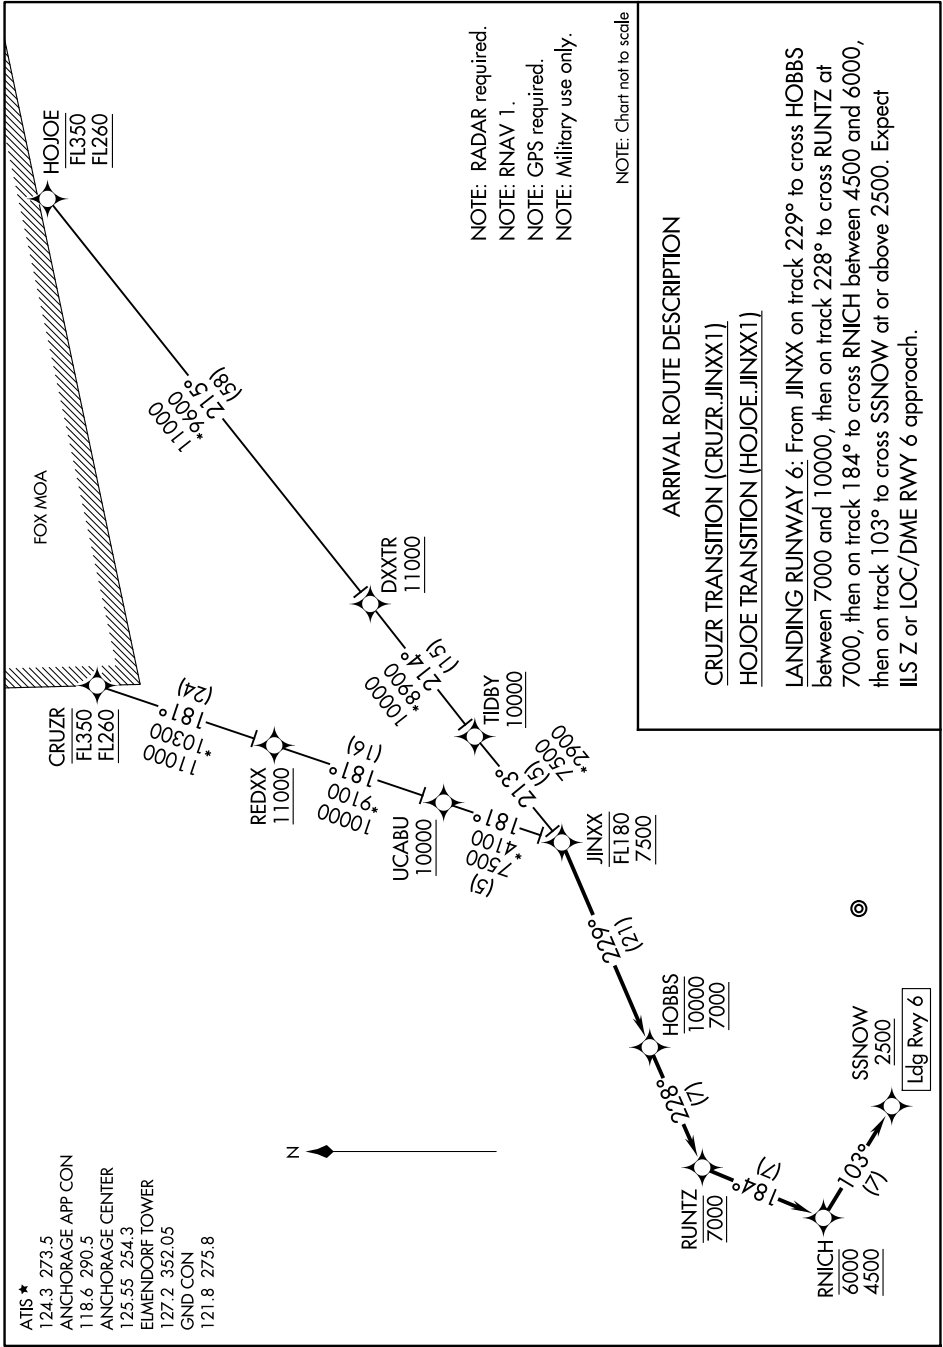 ATIS ★
124.3 273.5
ANCHORAGE APP CON
118.6 290.5
ANCHORAGE CENTER
125.55 254.3
ELMENDORF TOWER
127.2 352.05
GND CON
121.8 275.8
N
FOX MOA
HOJOE
FL350
FL260
11000
*9600
215°
(58)
CRUZR
FL350
FL260
181°
(24)
11000
*10300
REDXX
11000
181°
(16)
10000
*9100
DXXTR
11000
10000
*8900
214°
(15)
UCABU
10000
181°
*4100
7500
(5)
TIDBY
10000
213°
(5)
7500
*2900
JINXX
FL180
7500
229°
(21)
HOBBS
10000
7000
228°
(7)
RUNTZ
7000
184°
(7)
RNICH
6000
4500
103°
(7)
SSNOW
2500
Ldg Rwy 6
NOTE: RADAR required.
NOTE: RNAV 1.
NOTE: GPS required.
NOTE: Military use only.
NOTE: Chart not to scale
ARRIVAL ROUTE DESCRIPTION
CRUZR TRANSITION (CRUZR.JINXX1)
HOJOE TRANSITION (HOJOE.JINXX1)
LANDING RUNWAY 6: From JINXX on track 229° to cross HOBBS
between 7000 and 10000, then on track 228° to cross RUNTZ at
7000, then on track 184° to cross RNICH between 4500 and 6000,
then on track 103° to cross SSNOW at or above 2500. Expect
ILS Z or LOC/DME RWY 6 approach.